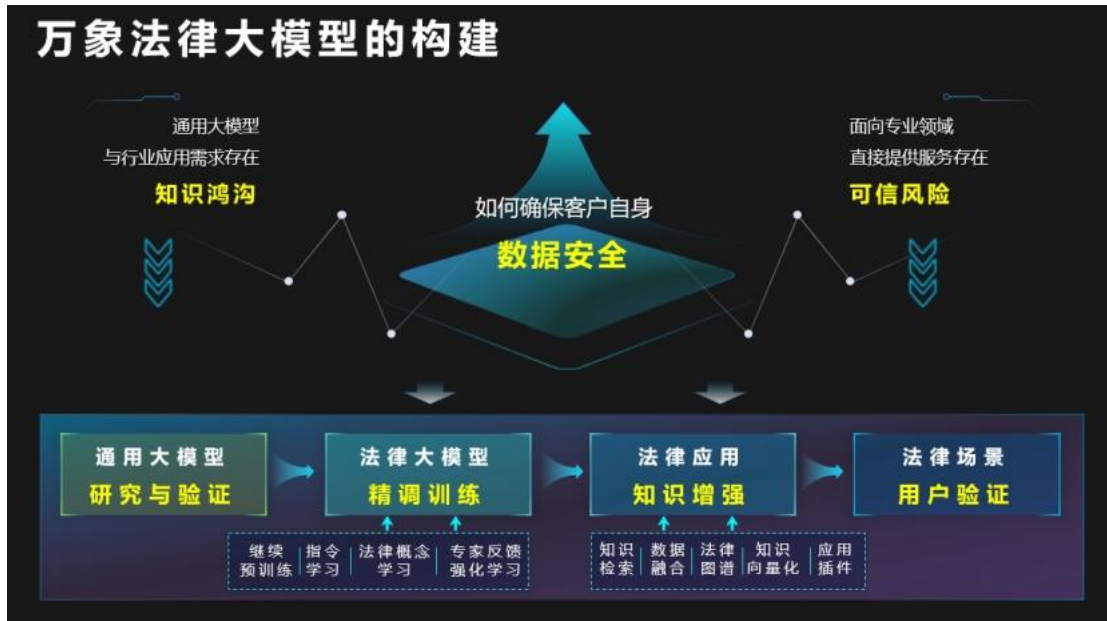 万象法律大模型的构建
通用大模型
与行业应用需求存在
知识鸿沟
如何确保客户自身
数据安全
面向专业领域
直接提供服务存在
可信风险
通用大模型
研究与验证
法律大模型
精调训练
法律应用
知识增强
法律场景
用户验证
继续
预训练
指令
学习
法律概念
学习
专家反馈
强化学习
知识
检索
数据
融合
法律
图谱
知识
向量化
应用
插件